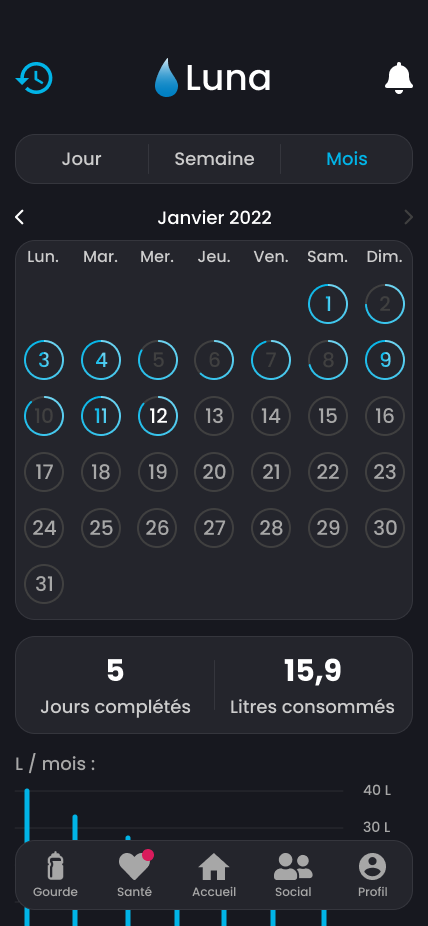 Luna
Jour Semaine Mois
Janvier 2022
Lun. Mar. Mer. Jeu. Ven. Sam. Dim.
1 2
3 4 5 6 7 8 9
10 11 12 13 14 15 16
17 18 19 20 21 22 23
24 25 26 27 28 29 30
31
5 15,9
Jours complétés Litres consommés
L / mois :
40 L
30 L
Gourde Santé Accueil Social Profil